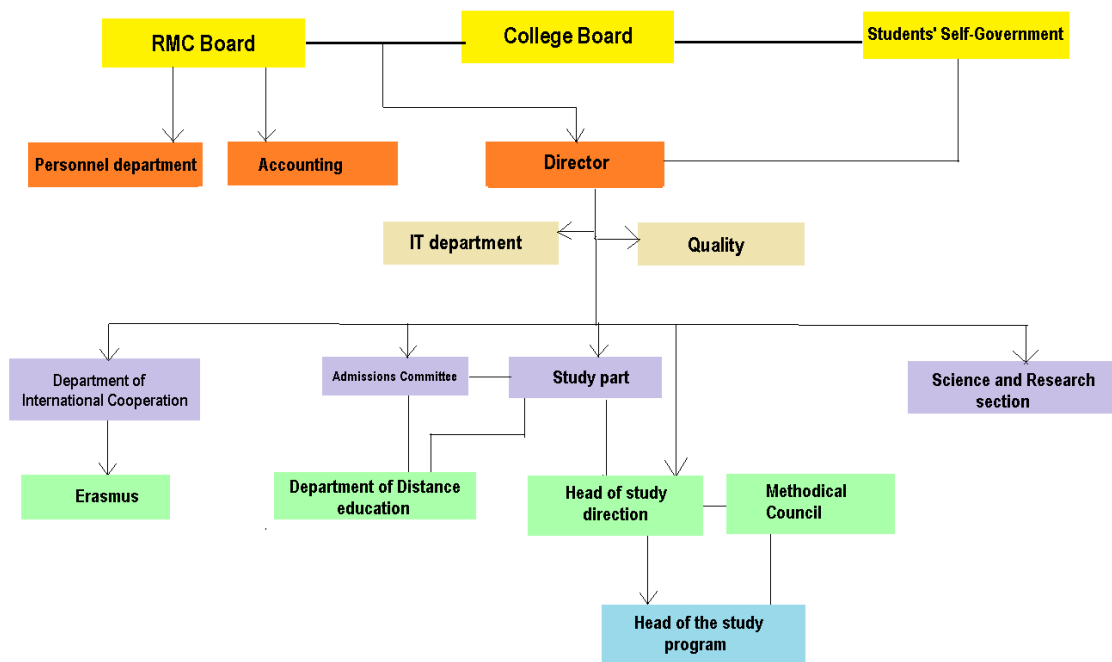 RMC Board
College Board
Students' Self-Government
Personnel department
Accounting
Director
IT department
Quality
Department of
International Cooperation
Admissions Committee
Study part
Science and Research
section
Erasmus
Department of Distance
education
Head of study
direction
Methodical
Council
Head of the study
program